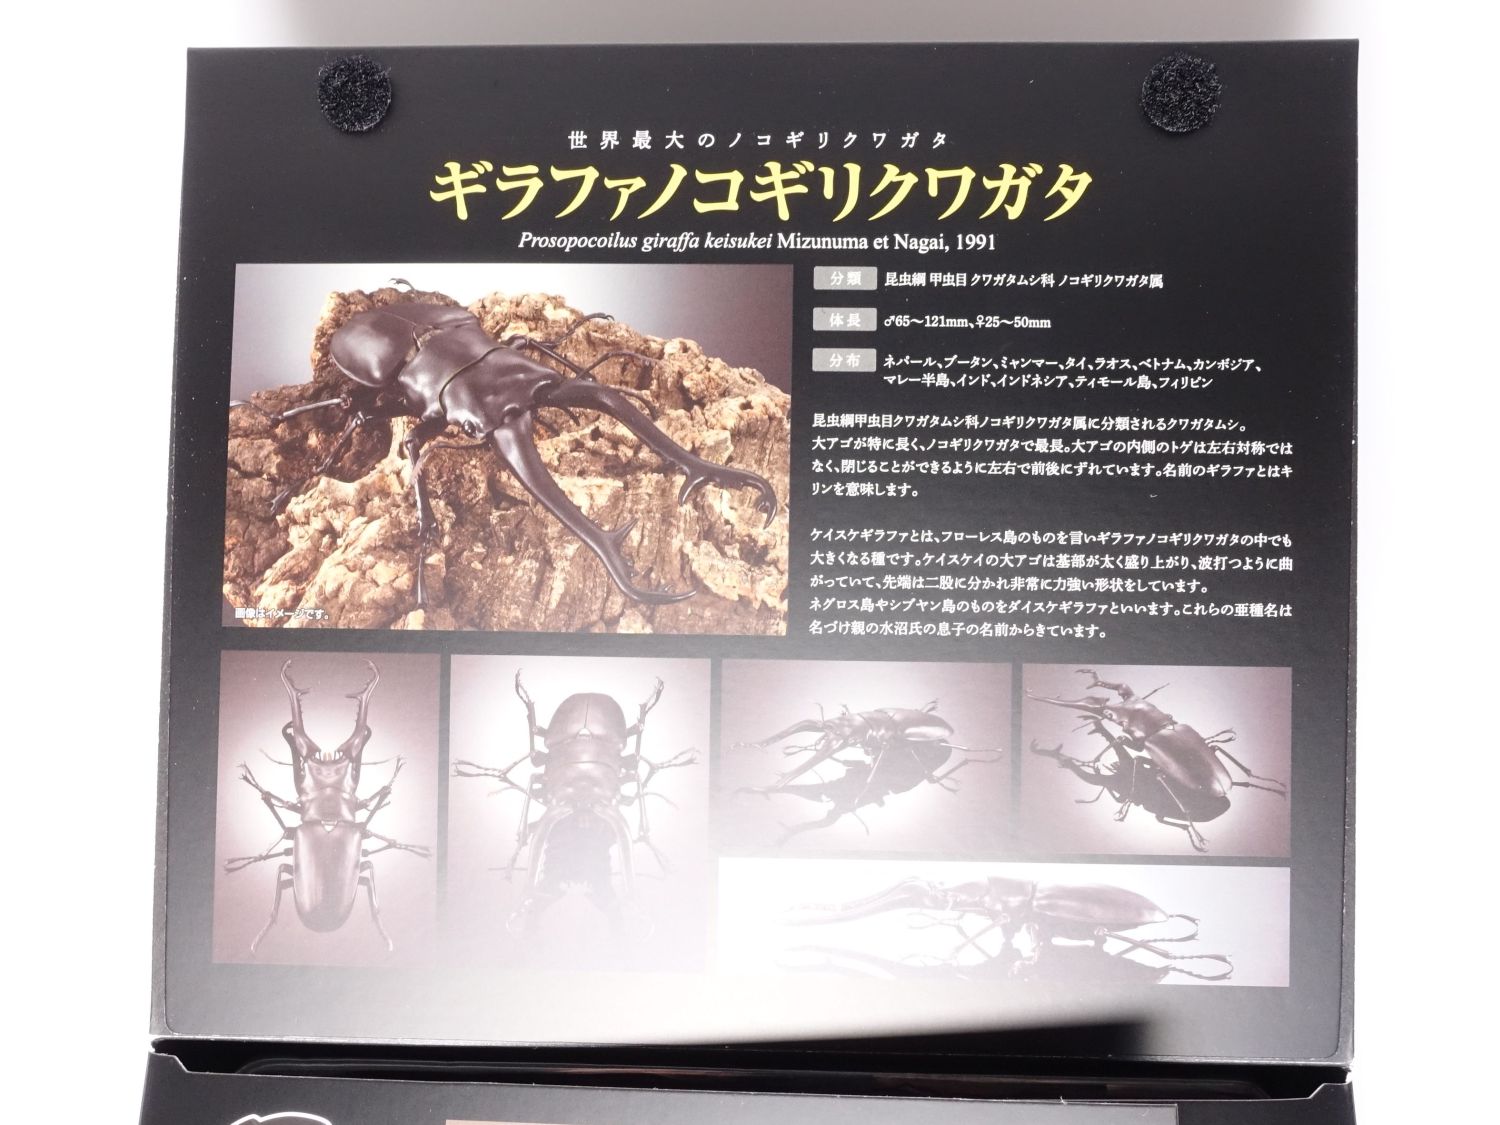 世界最大のノコギリクワガタ
ギラファノコギリクワガタ
Prosopocoilus giraffa keisukei Mizunuma et Nagai, 1991
分類 昆虫綱 甲虫目 クワガタムシ科 ノコギリクワガタ属
体長 ♂65〜121mm、♀25〜50mm
分布 ネパール、ブータン、ミャンマー、タイ、ラオス、ベトナム、カンボジア、
マレー半島、インド、インドネシア、ティモール島、フィリピン
昆虫綱甲虫目クワガタムシ科ノコギリクワガタ属に分類されるクワガタムシ。
大アゴが特に長く、ノコギリクワガタで最長。大アゴの内側のトゲは左右対称では
なく、閉じることができるように左右で前後にずれています。名前のギラファとはキ
リンを意味します。
ケイスケギラファとは、フローレス島のものを言いギラファノコギリクワガタの中でも
大きくなる種です。ケイスケイの大アゴは基部が太く盛り上がり、波打つように曲
がっていて、先端は二股に分かれ非常に力強い形状をしています。
ネグロス島やシブヤン島のものをダイスケギラファといいます。これらの亜種名は
名づけ親の水沼氏の息子の名前からきています。
画像はイメージです。